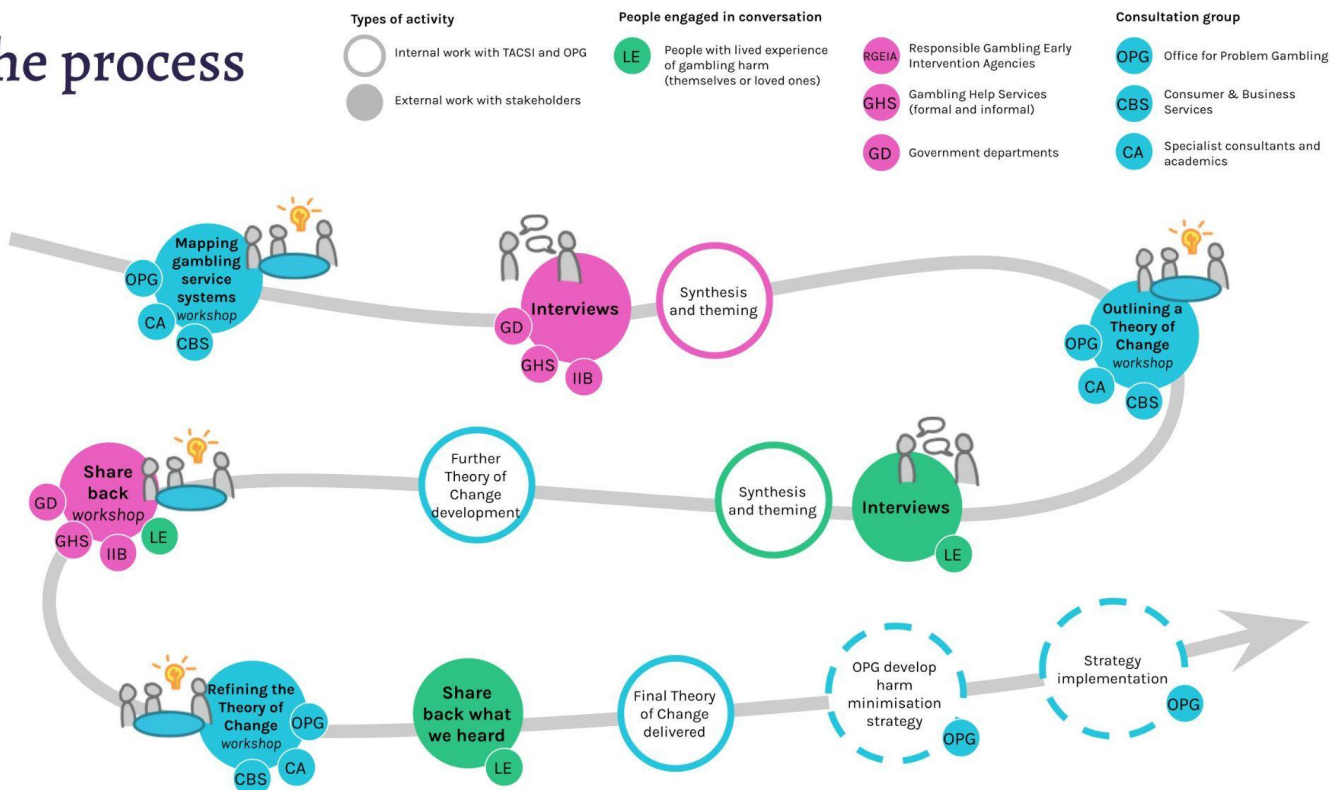 he process
Types of activity
Internal work with TACSI and OPG
External work with stakeholders
People engaged in conversation
LE
People with lived experience
of gambling harm
(themselves or loved ones)
RGEIA
Responsible Gambling Early
Intervention Agencies
GHS
Gambling Help Services
(formal and informal)
GD
Government departments
Consultation group
OPG
Office for Problem Gambling
CBS
Consumer & Business
Services
CA
Specialist consultants and
academics
Mapping
gambling
service
systems
workshop
OPG
CA
CBS
Interviews
GD
GHS
IIB
Synthesis
and theming
Outlining a
Theory of
Change
workshop
OPG
CA
CBS
Share
back
workshop
GD
GHS
IIB
LE
Further
Theory of
Change
development
Synthesis
and theming
Interviews
LE
Refining the
Theory of
Change
workshop
OPG
CA
CBS
Share
back what
we heard
LE
Final Theory
of Change
delivered
OPG develop
harm
minimisation
strategy
OPG
Strategy
implementation
OPG